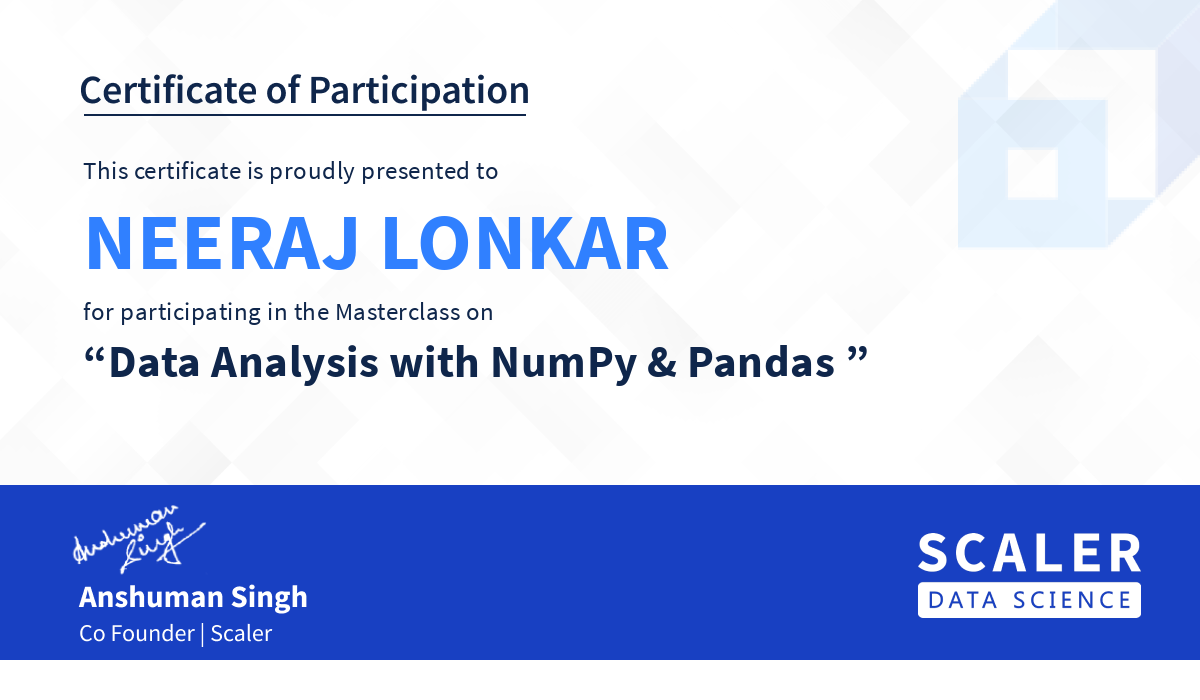 Certificate of Participation
This certificate is proudly presented to
NEERAJ LONKAR
for participating in the Masterclass on
“Data Analysis with NumPy & Pandas ”
Anshuman
Singh
Anshuman Singh
Co Founder | Scaler
SCALER
DATA SCIENCE